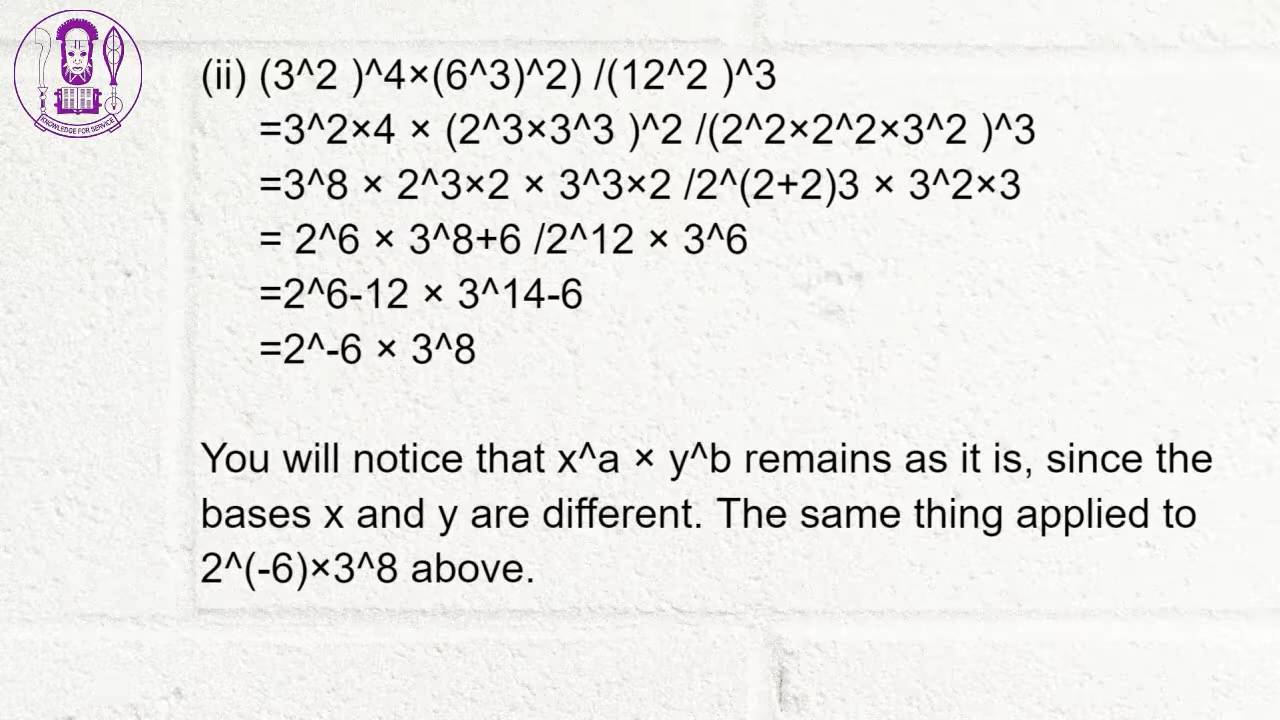 KNOWLEDGE FOR SERVICE
(ii) (3^2 )^4×(6^3)^2) /(12^2 )^3
=3^2×4 × (2^3×3^3 )^2 /(2^2×2^2×3^2 )^3
=3^8 × 2^3×2 × 3^3×2 /2^(2+2)3 × 3^2×3
= 2^6 × 3^8+6 /2^12 × 3^6
=2^6-12 × 3^14-6
=2^-6 × 3^8
You will notice that x^a × y^b remains as it is, since the
bases x and y are different. The same thing applied to
2^(-6)×3^8 above.